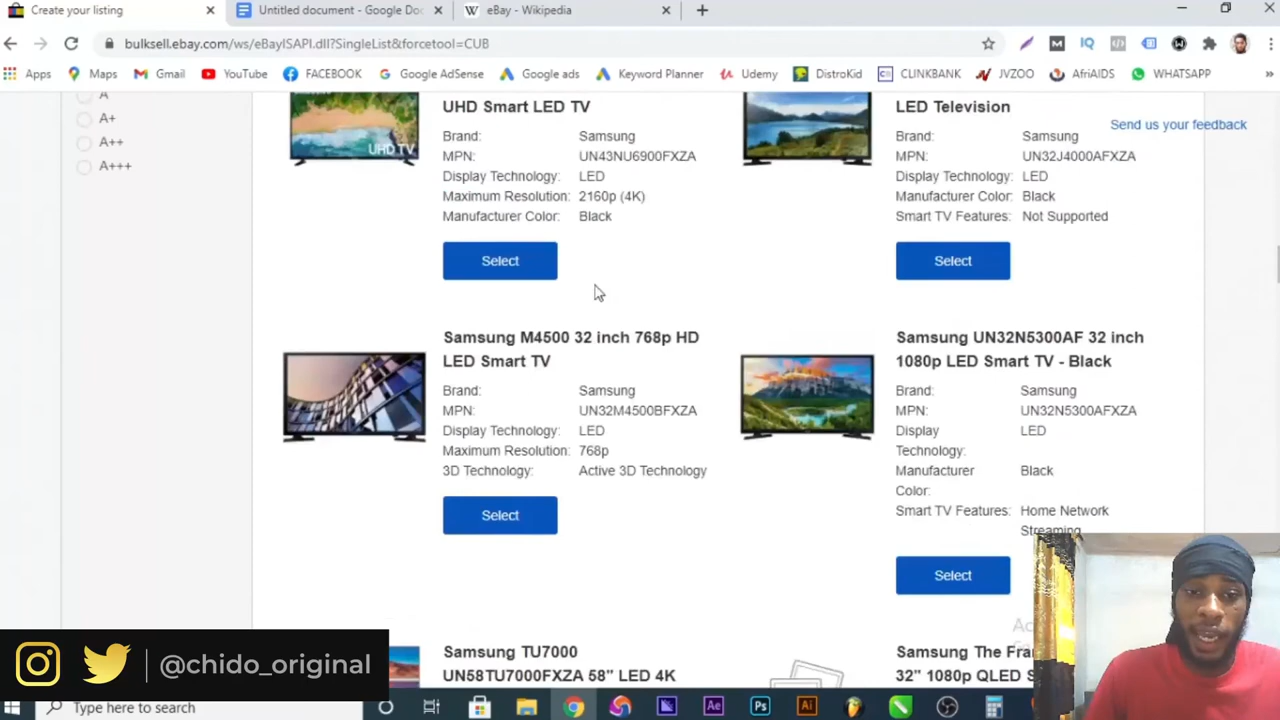 Create your listing
Untitled document - Google Doc
eBay - Wikipedia
bulksell.ebay.com/ws/eBayISAPI.dll?SingleList&forcetool=CUB
Apps
Maps
Gmail
YouTube
FACEBOOK
Google AdSense
Google ads
Keyword Planner
Udemy
DistroKid
CLINKBANK
JVZOO
AfriAIDS
WHATSAPP
A
A+
A++
A+++
UHD TV
UHD Smart LED TV
Brand: Samsung
MPN: UN43NU6900FXZA
Display Technology: LED
Maximum Resolution: 2160p (4K)
Manufacturer Color: Black
Select
LED Television
Brand: Samsung
MPN: UN32J4000AFXZA
Display Technology: LED
Manufacturer Color: Black
Smart TV Features: Not Supported
Select
Send us your feedback
Samsung M4500 32 inch 768p HD
LED Smart TV
Brand: Samsung
MPN: UN32M4500BFXZA
Display Technology: LED
Maximum Resolution: 768p
3D Technology: Active 3D Technology
Select
Samsung UN32N5300AF 32 inch
1080p LED Smart TV - Black
Brand: Samsung
MPN: UN32N5300AFXZA
Display LED
Technology:
Manufacturer Black
Color:
Smart TV Features: Home Network
Streaming
Select
Samsung TU7000
UN58TU7000FXZA 58" LED 4K
Samsung The Fra
32" 1080p QLED S
@chido_original
Type here to search